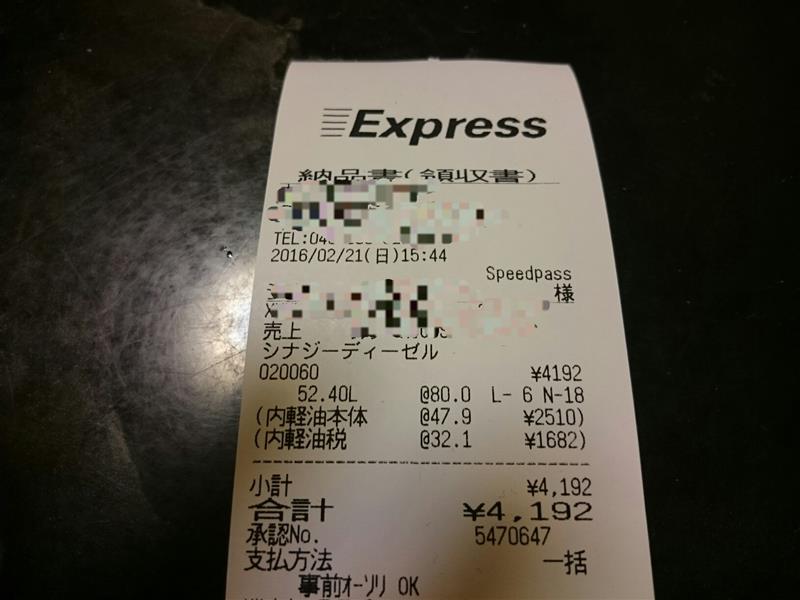 Express
納品書(領収書)
TEL:04
2016/02/21(日)15:44
Speedpass
様
売上
シナジーディーゼル
020060 ¥4192
52.40L @80.0 L- 6 N-18
(内軽油本体 @47.9 ¥2510)
(内軽油税 @32.1 ¥1682)
小計 ¥4,192
合計 ¥4,192
承認No. 5470647
支払方法 一括
事前オーソリ OK